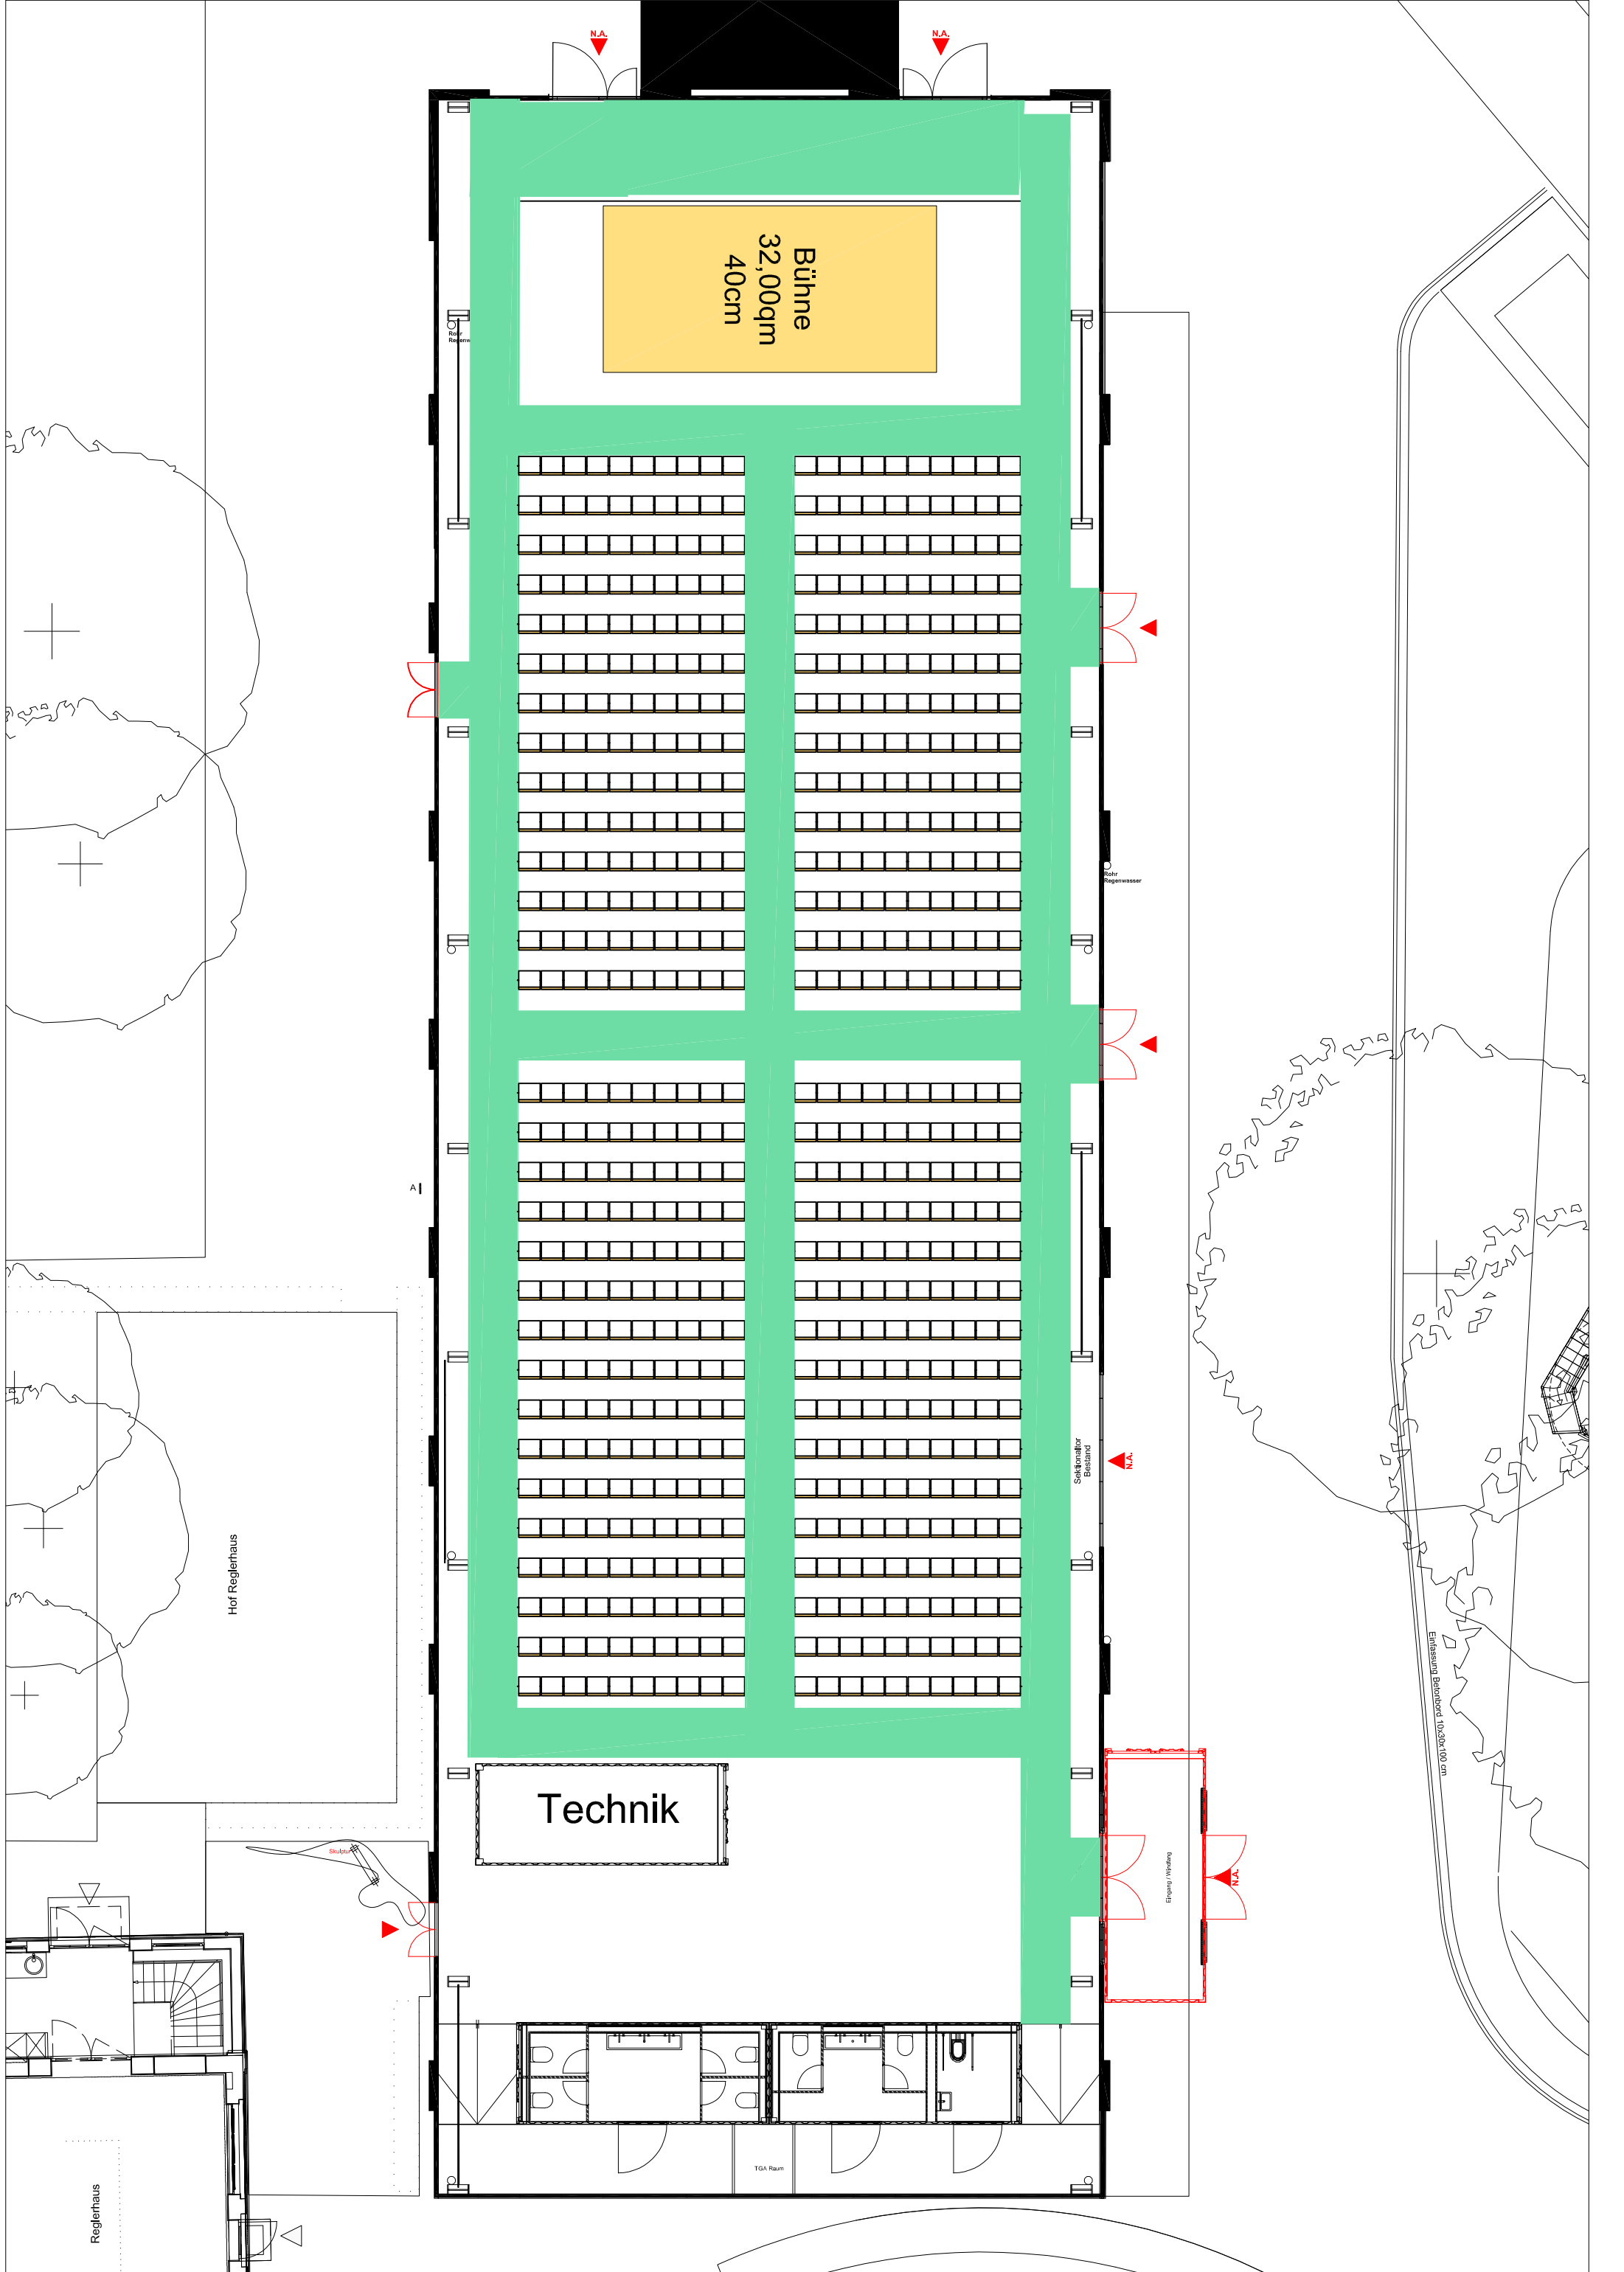 N.A.
N.A.
Bühne
32,00qm
40cm
Rohr
Rohr
Regenwasser
A
Sektionaltor
Bestand
N.A.
Hof Reglerhaus
Einfassung Betonbord 10x30x100 cm
Technik
Skulptur
Eingang / Windfang
N.A.
TGA Raum
Reglerhaus